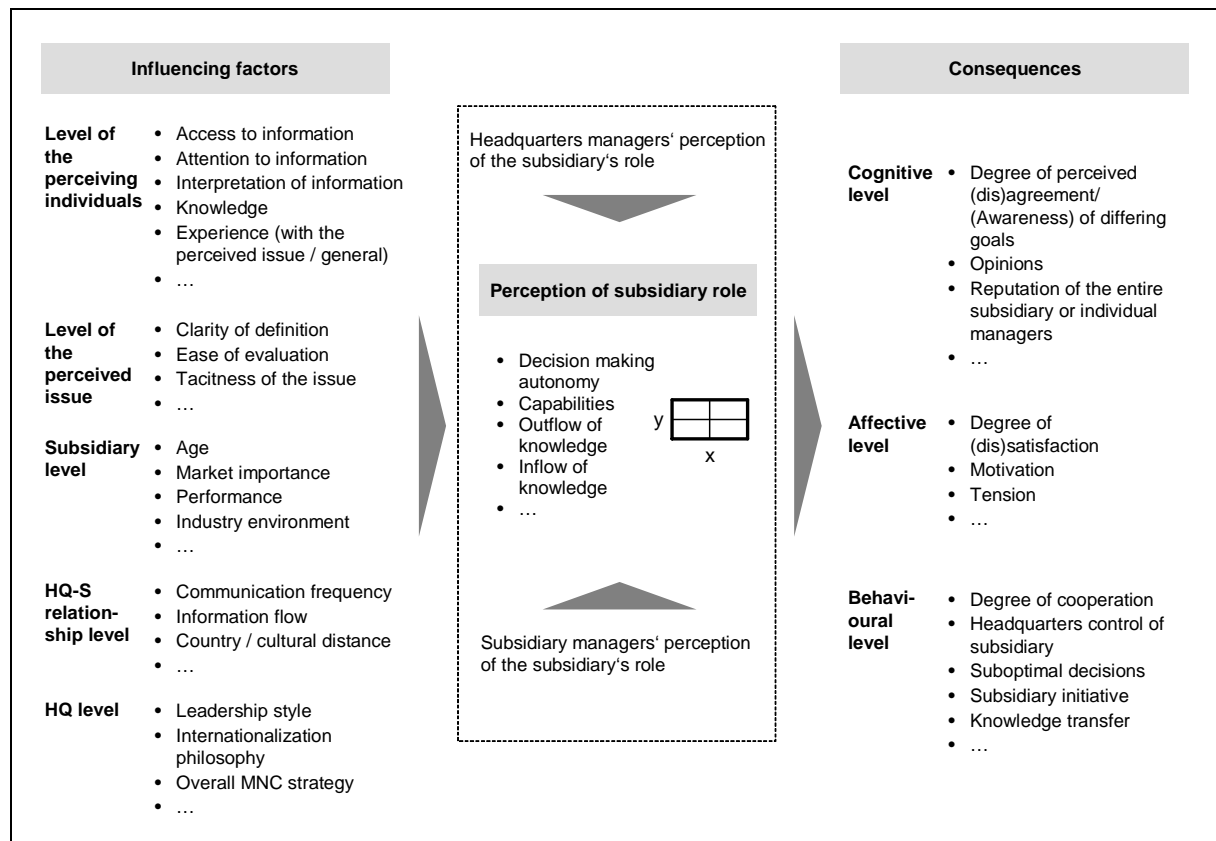 Influencing factors
Level of
the
perceiving
individuals
• Access to information
• Attention to information
• Interpretation of information
• Knowledge
• Experience (with the
perceived issue / general)
• …
Level of
the
perceived
issue
• Clarity of definition
• Ease of evaluation
• Tacitness of the issue
• …
Subsidiary
level
• Age
• Market importance
• Performance
• Industry environment
• …
HQ-S
relation-
ship level
• Communication frequency
• Information flow
• Country / cultural distance
• …
HQ level
• Leadership style
• Internationalization
philosophy
• Overall MNC strategy
• …
Headquarters managers‘ perception
of the subsidiary‘s role
Perception of subsidiary role
• Decision making
autonomy
• Capabilities
• Outflow of
knowledge
• Inflow of
knowledge
• …
y
x
Subsidiary managers‘ perception
of the subsidiary‘s role
Consequences
Cognitive
level
• Degree of perceived
(dis)agreement/
(Awareness) of differing
goals
• Opinions
• Reputation of the entire
subsidiary or individual
managers
• …
Affective
level
• Degree of
(dis)satisfaction
• Motivation
• Tension
• …
Behavi-
oural
level
• Degree of cooperation
• Headquarters control of
subsidiary
• Suboptimal decisions
• Subsidiary initiative
• Knowledge transfer
• …